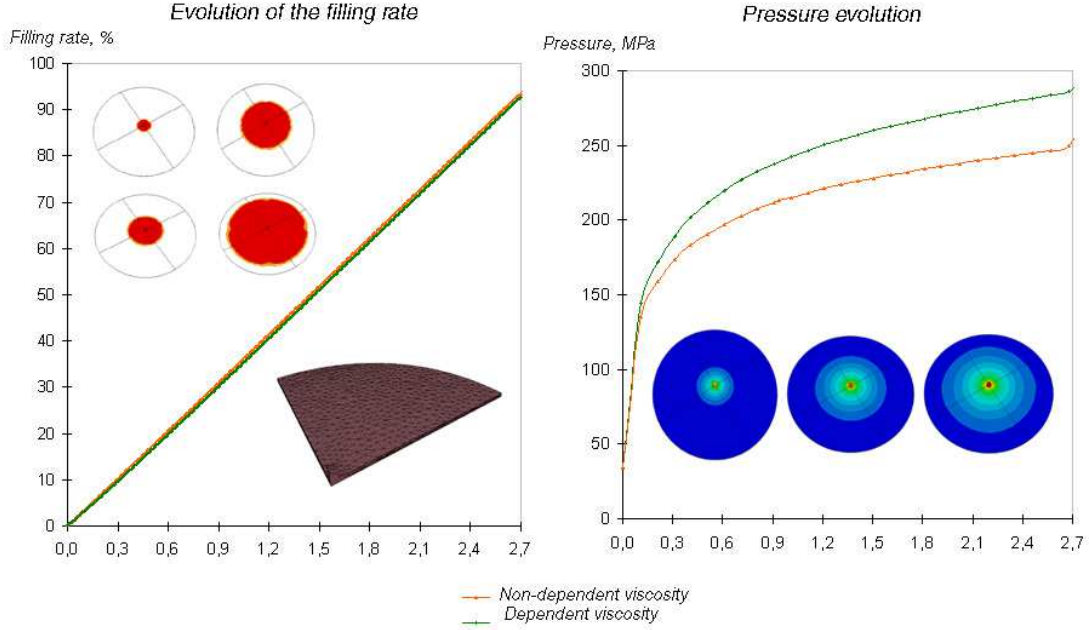 Evolution of the filling rate
Filling rate, %
100
90
80
70
60
50
40
30
20
10
0
0,0 0,3 0,6 0,9 1,2 1,5 1,8 2,1 2,4 2,7
Pressure evolution
Pressure, MPa
300
250
200
150
100
50
0
0,0 0,3 0,6 0,9 1,2 1,5 1,8 2,1 2,4 2,7
Non-dependent viscosity
Dependent viscosity